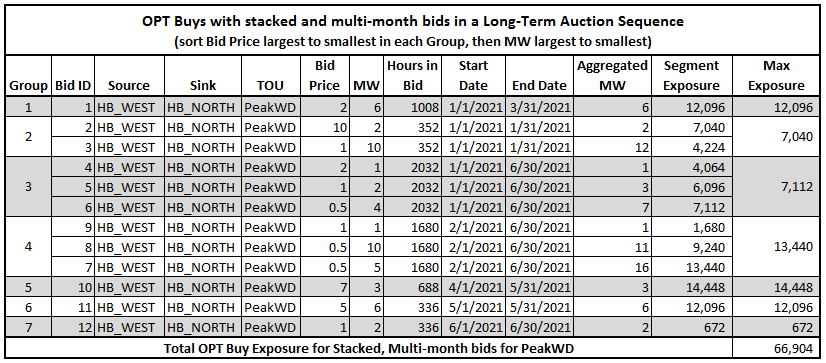 OPT Buys with stacked and multi-month bids in a Long-Term Auction Sequence
(sort Bid Price largest to smallest in each Group, then MW largest to smallest)
Group Bid ID Source Sink TOU Bid Price MW Hours in Bid Start Date End Date Aggregated MW Segment Exposure Max Exposure
1 1 HB_WEST HB_NORTH PeakWD 2 6 1008 1/1/2021 3/31/2021 6 12,096 12,096
2 2 HB_WEST HB_NORTH PeakWD 10 2 352 1/1/2021 1/31/2021 2 7,040 7,040
3 HB_WEST HB_NORTH PeakWD 1 10 352 1/1/2021 1/31/2021 12 4,224
3 4 HB_WEST HB_NORTH PeakWD 2 1 2032 1/1/2021 6/30/2021 1 4,064 7,112
5 HB_WEST HB_NORTH PeakWD 1 2 2032 1/1/2021 6/30/2021 3 6,096
6 HB_WEST HB_NORTH PeakWD 0.5 4 2032 1/1/2021 6/30/2021 7 7,112
4 9 HB_WEST HB_NORTH PeakWD 1 1 1680 2/1/2021 6/30/2021 1 1,680 13,440
8 HB_WEST HB_NORTH PeakWD 0.5 10 1680 2/1/2021 6/30/2021 11 9,240
7 HB_WEST HB_NORTH PeakWD 0.5 5 1680 2/1/2021 6/30/2021 16 13,440
5 10 HB_WEST HB_NORTH PeakWD 7 3 688 4/1/2021 5/31/2021 3 14,448 14,448
6 11 HB_WEST HB_NORTH PeakWD 5 6 336 5/1/2021 5/31/2021 6 12,096 12,096
7 12 HB_WEST HB_NORTH PeakWD 1 2 336 6/1/2021 6/30/2021 2 672 672
Total OPT Buy Exposure for Stacked, Multi-month bids for PeakWD 66,904